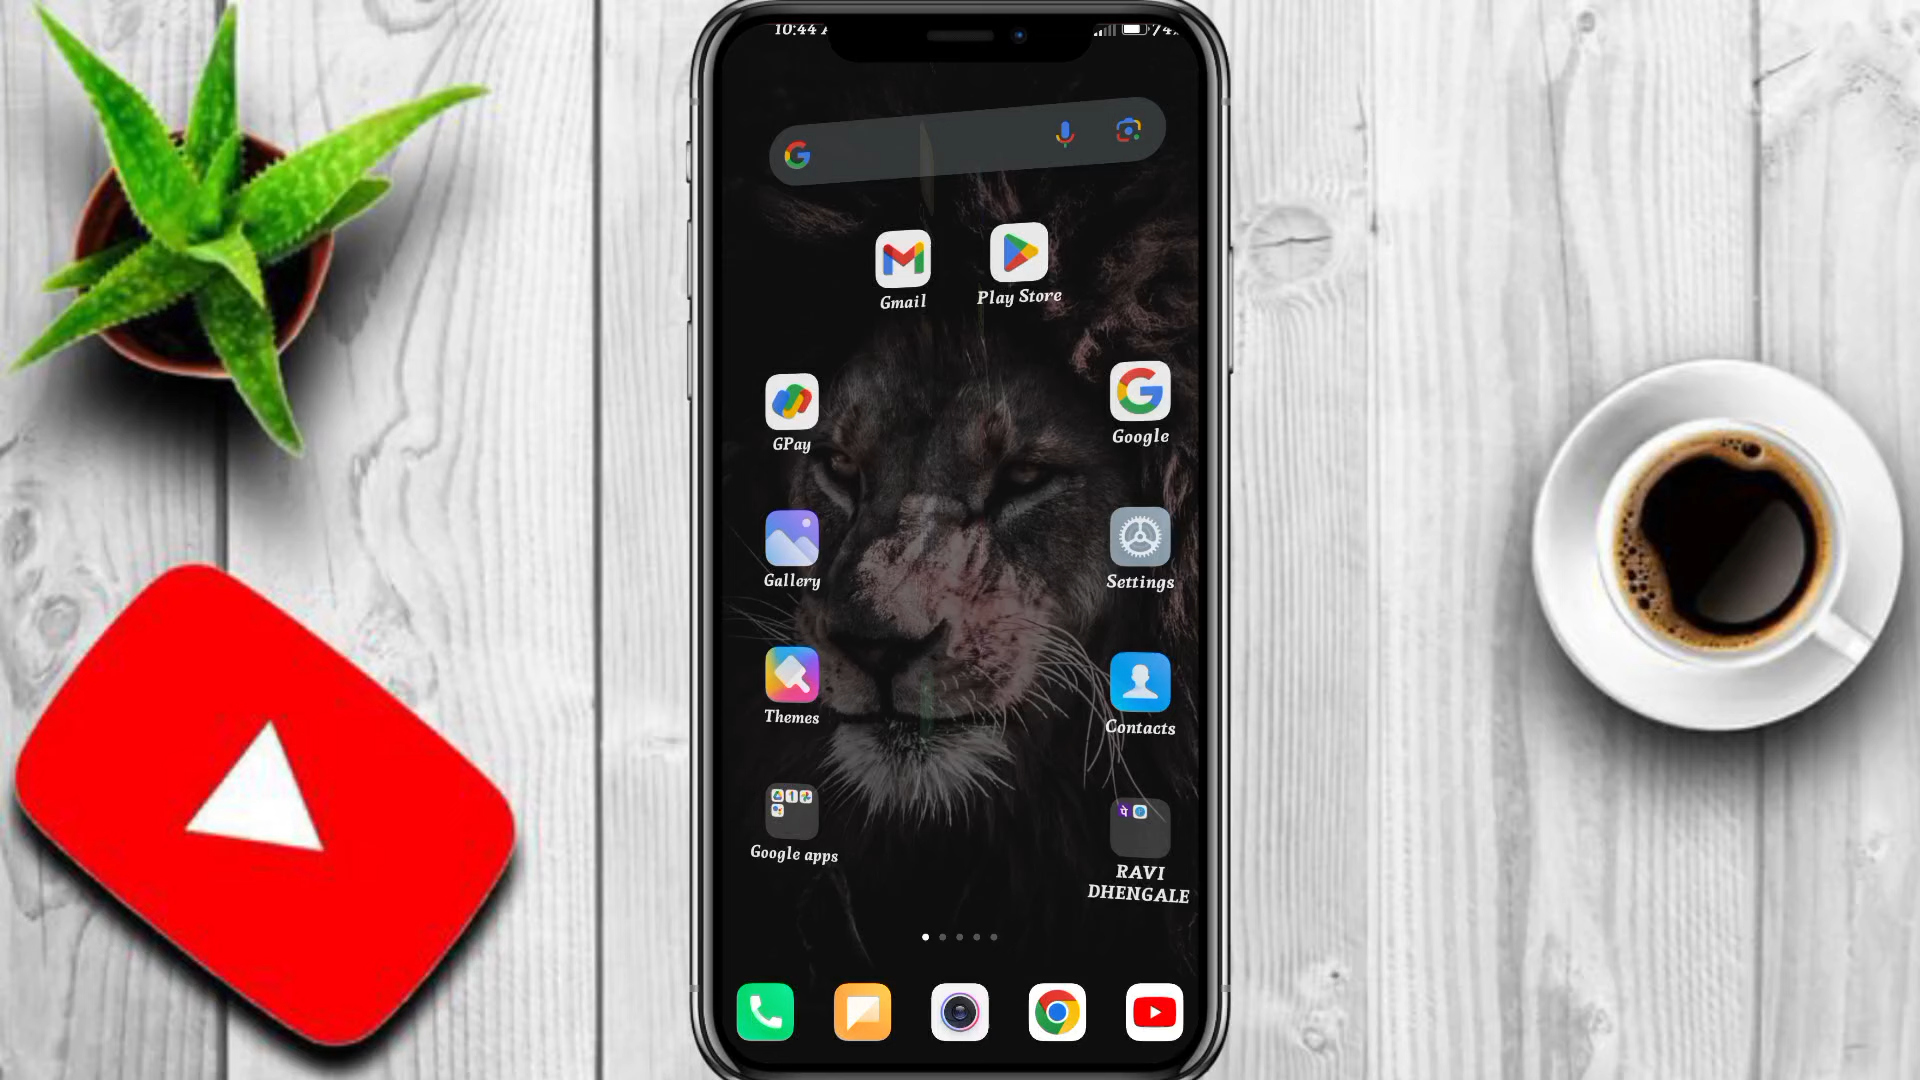 10:44
Gmail
Play Store
GPay
Google
Gallery
Settings
Themes
Contacts
Google apps
पे
RAVI
DHENGALE